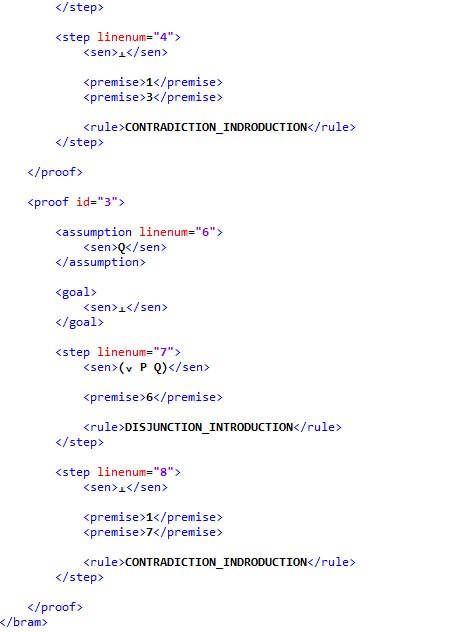 </step>
<step linenum="4">
<sen>⊥</sen>
<premise>1</premise>
<premise>3</premise>
<rule>CONTRADICTION_INDRODUCTION</rule>
</step>
</proof>
<proof id="3">
<assumption linenum="6">
<sen>Q</sen>
</assumption>
<goal>
<sen>⊥</sen>
</goal>
<step linenum="7">
<sen>(∨ P Q)</sen>
<premise>6</premise>
<rule>DISJUNCTION_INTRODUCTION</rule>
</step>
<step linenum="8">
<sen>⊥</sen>
<premise>1</premise>
<premise>7</premise>
<rule>CONTRADICTION_INDRODUCTION</rule>
</step>
</proof>
</bram>